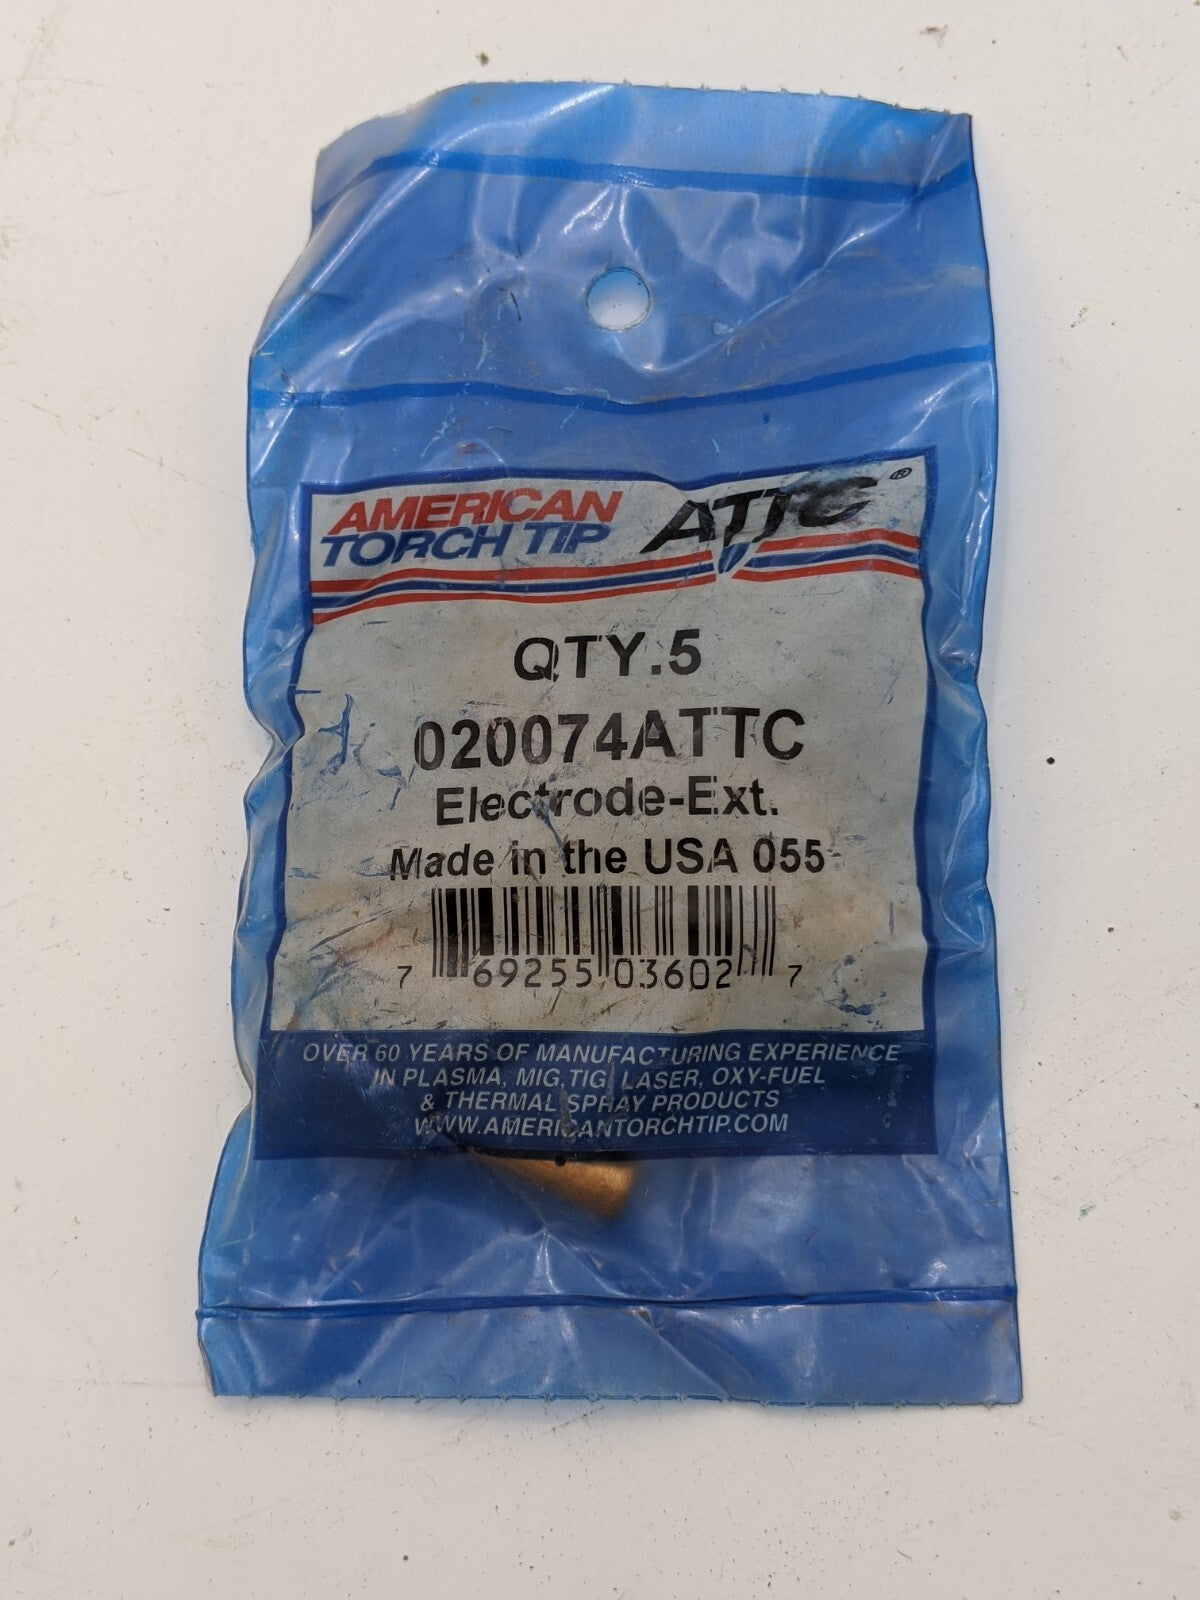 AMERICAN
TORCH TIP
ATTC®
QTY.5
020074ATTC
Electrode-Ext.
Made in the USA 055
7 69255 03602 7
OVER 60 YEARS OF MANUFACTURING EXPERIENCE
IN PLASMA, MIG, TIG, LASER, OXY-FUEL
& THERMAL SPRAY PRODUCTS
WWW.AMERICANTORCHTIP.COM